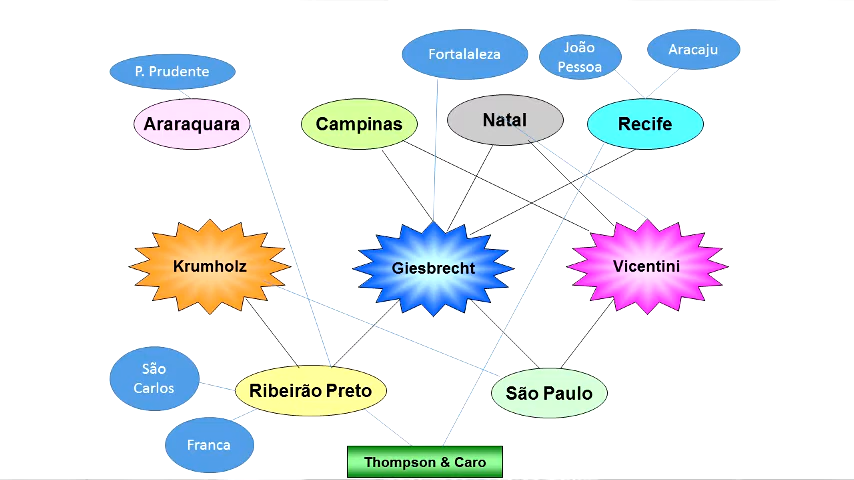 João
Pessoa
Aracaju
Fortalaleza
P. Prudente
Araraquara
Campinas
Natal
Recife
Krumholz
Giesbrecht
Vicentini
São
Carlos
Ribeirão Preto
São Paulo
Franca
Thompson & Caro